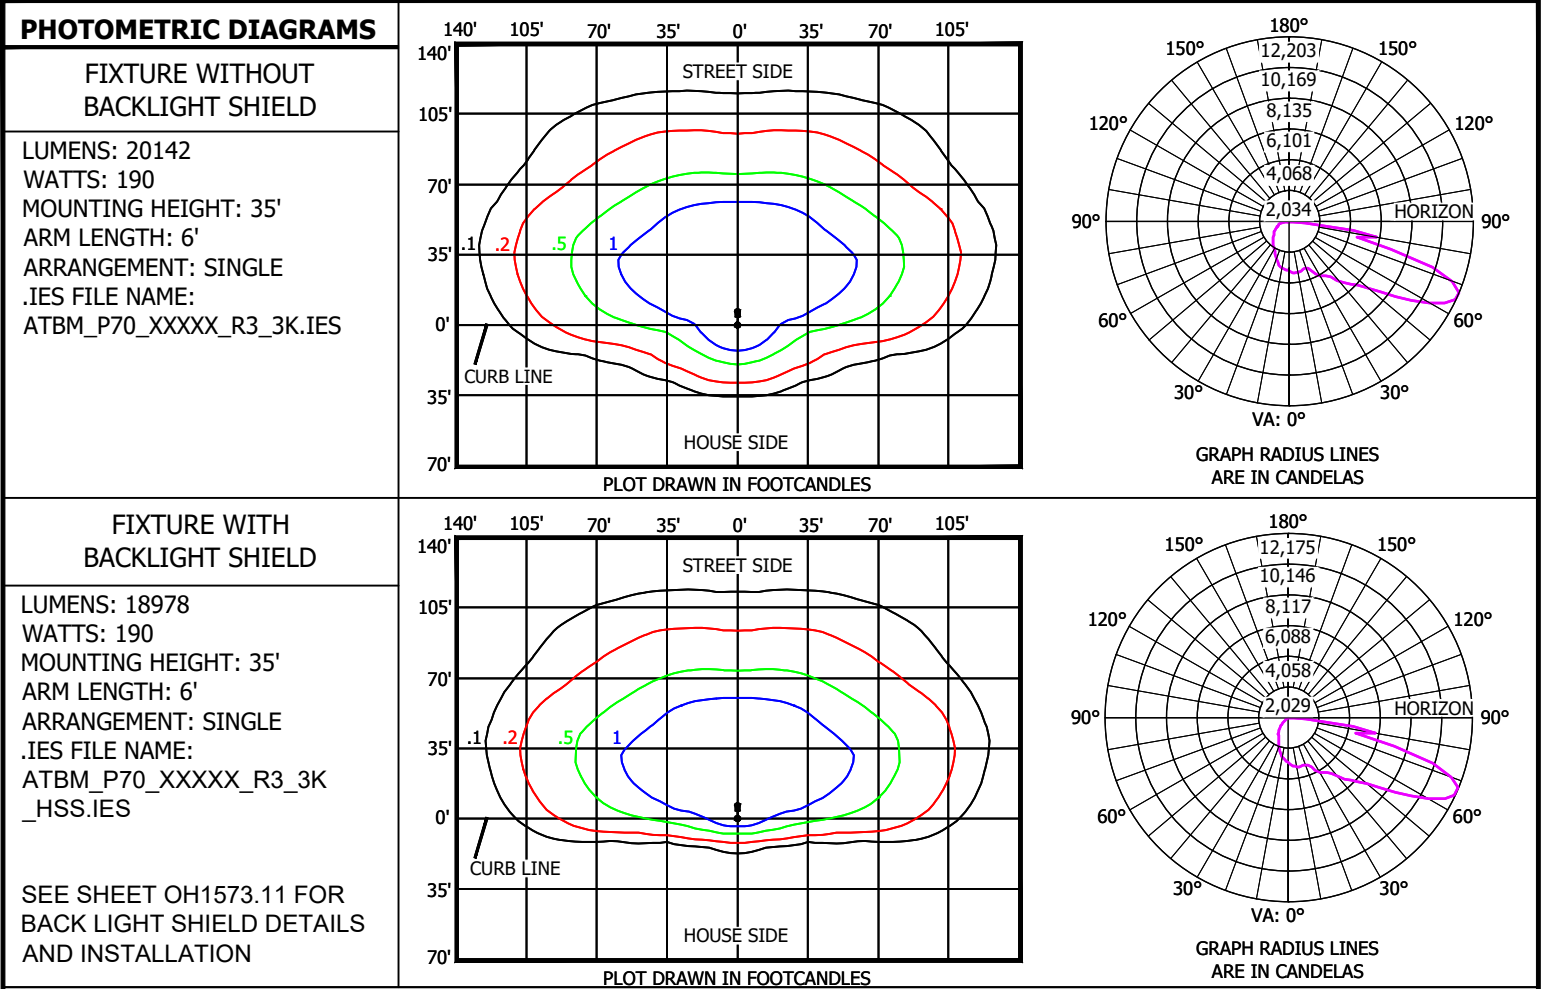 PHOTOMETRIC DIAGRAMS
FIXTURE WITHOUT
BACKLIGHT SHIELD
LUMENS: 20142
WATTS: 190
MOUNTING HEIGHT: 35'
ARM LENGTH: 6'
ARRANGEMENT: SINGLE
.IES FILE NAME:
ATBM_P70_XXXXX_R3_3K.IES
140' 105' 70' 35' 0' 35' 70' 105'
140'
STREET SIDE
105'
70'
.1 .2 .5 1
35'
0'
CURB LINE
35'
HOUSE SIDE
70'
PLOT DRAWN IN FOOTCANDLES
180°
150° 150°
12,203
10,169
8,135
120° 120°
6,101
4,068
2,034
HORIZON
90° 90°
60° 60°
30° 30°
VA: 0°
GRAPH RADIUS LINES
ARE IN CANDELAS
FIXTURE WITH
BACKLIGHT SHIELD
LUMENS: 18978
WATTS: 190
MOUNTING HEIGHT: 35'
ARM LENGTH: 6'
ARRANGEMENT: SINGLE
.IES FILE NAME:
ATBM_P70_XXXXX_R3_3K
_HSS.IES
SEE SHEET OH1573.11 FOR
BACK LIGHT SHIELD DETAILS
AND INSTALLATION
140' 105' 70' 35' 0' 35' 70' 105'
140'
STREET SIDE
105'
70'
.1 .2 .5 1
35'
0'
CURB LINE
35'
HOUSE SIDE
70'
PLOT DRAWN IN FOOTCANDLES
180°
150° 150°
12,175
10,146
8,117
120° 120°
6,088
4,058
2,029
HORIZON
90° 90°
60° 60°
30° 30°
VA: 0°
GRAPH RADIUS LINES
ARE IN CANDELAS